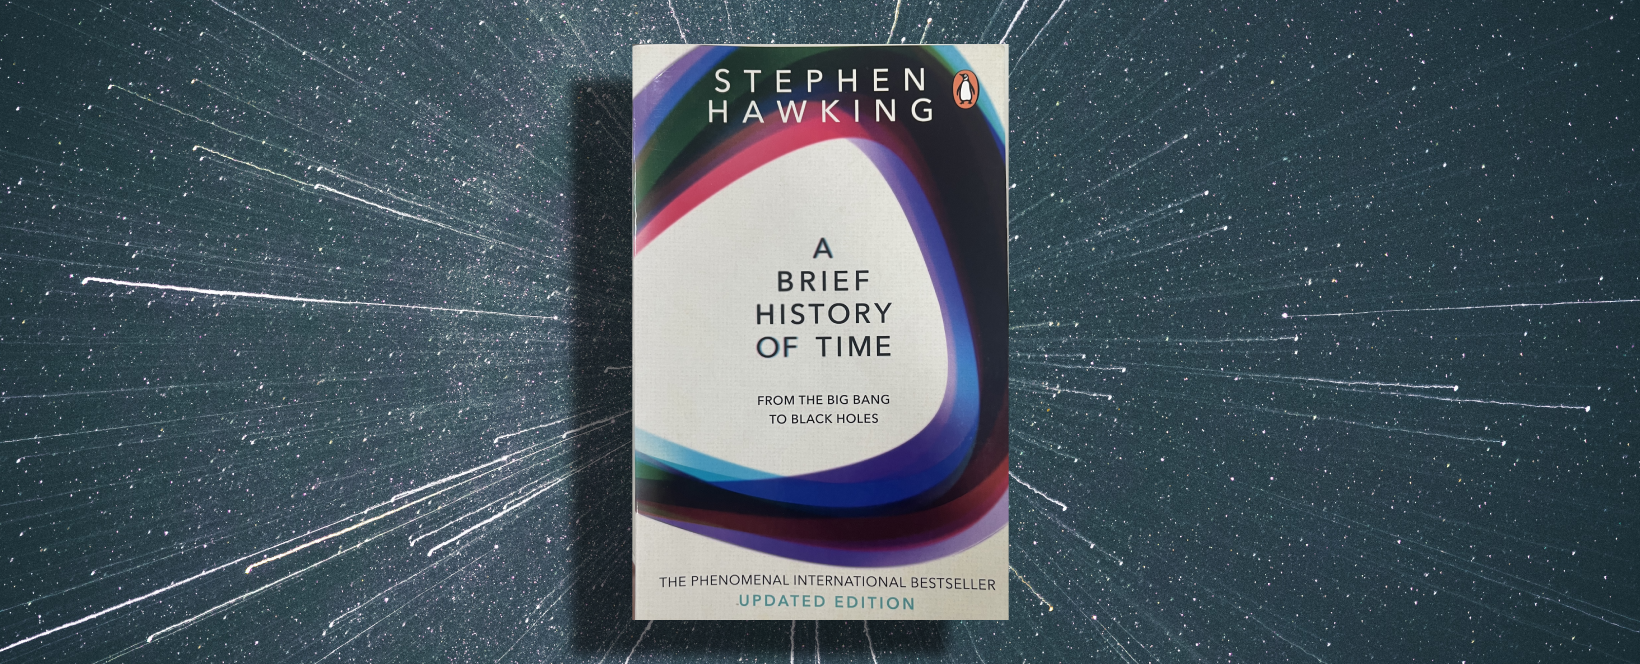 STEPHEN
HAWKING
A
BRIEF
HISTORY
OF TIME
FROM THE BIG BANG
TO BLACK HOLES
THE PHENOMENAL INTERNATIONAL BESTSELLER
UPDATED EDITION